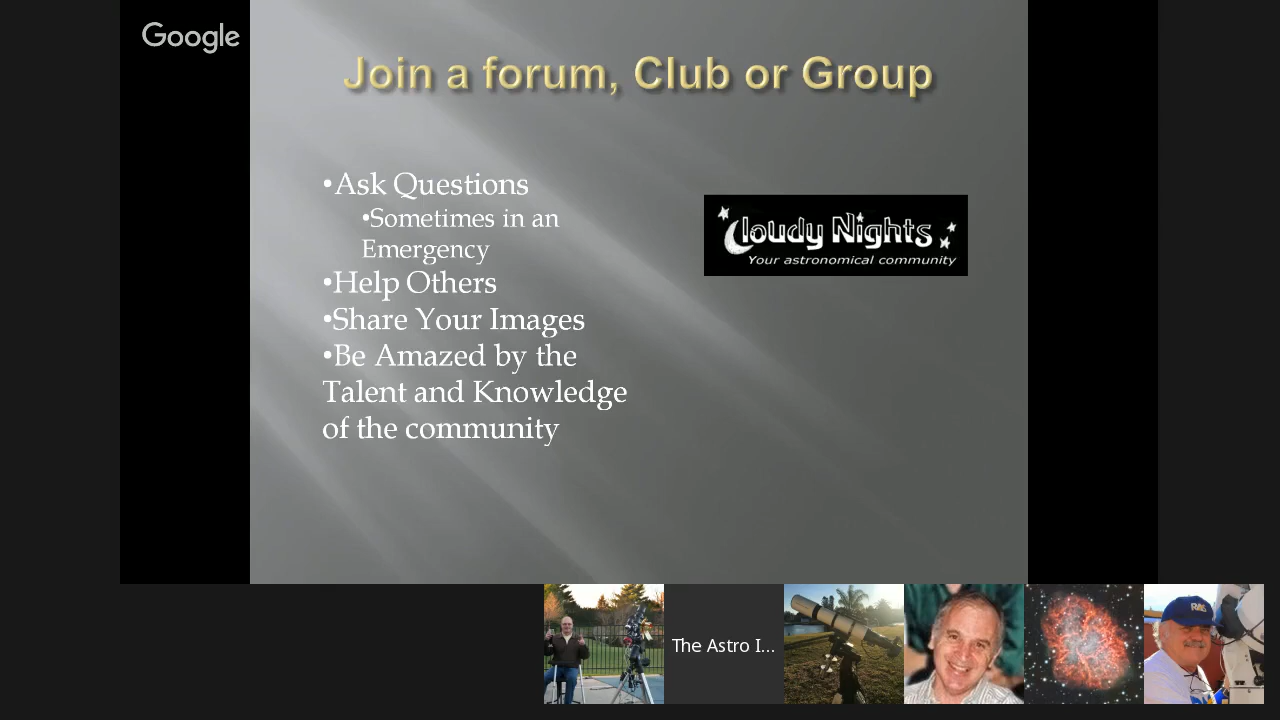 Google
Join a forum, Club or Group
•Ask Questions
•Sometimes in an
Emergency
•Help Others
•Share Your Images
•Be Amazed by the
Talent and Knowledge
of the community
Cloudy Nights
Your astronomical community
The Astro I...
RAS